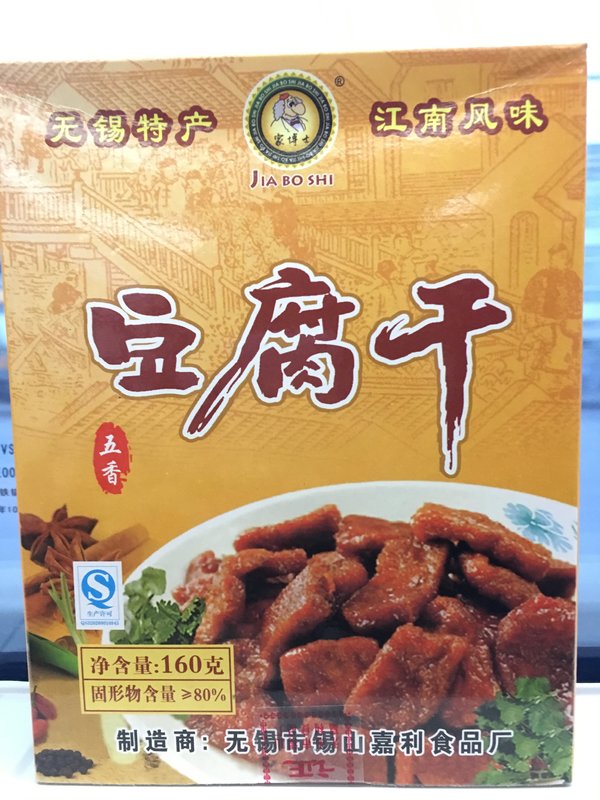 无锡特产
家博士
®
江南风味
JIA BO SHI
豆腐干
五香
生产许可
净含量:160克
固形物含量≥80%
制造商：无锡市锡山嘉利食品厂